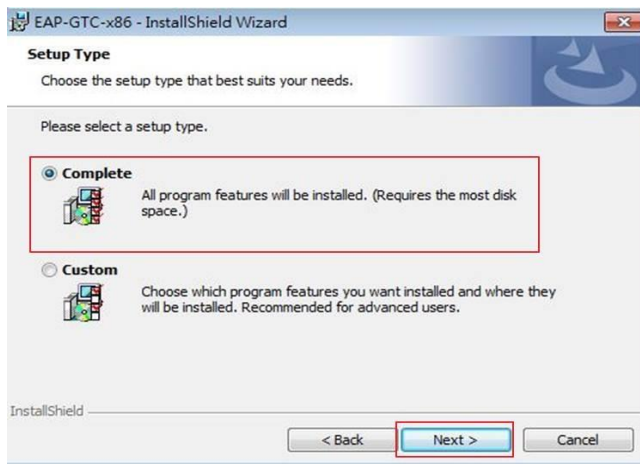 EAP-GTC-x86 - InstallShield Wizard
Setup Type
Choose the setup type that best suits your needs.
Please select a setup type.
Complete
All program features will be installed. (Requires the most disk
space.)
Custom
Choose which program features you want installed and where they
will be installed. Recommended for advanced users.
InstallShield
< Back
Next >
Cancel